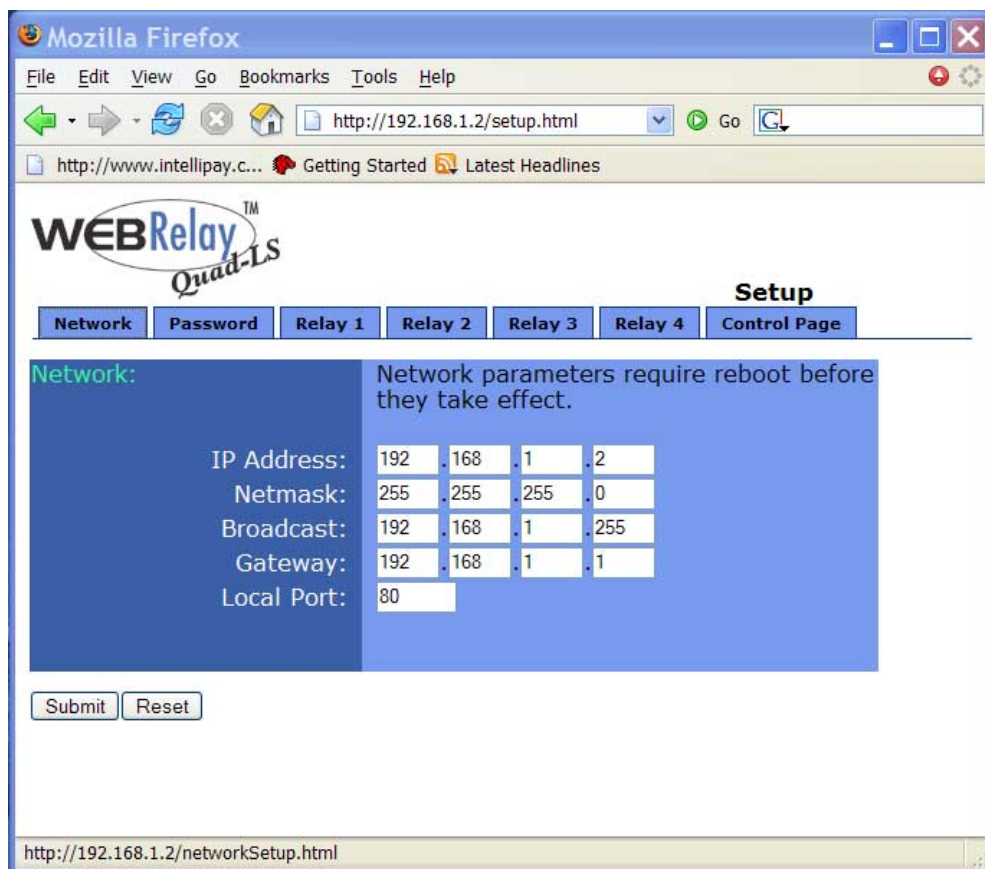 Mozilla Firefox
File Edit View Go Bookmarks Tools Help
http://192.168.1.2/setup.html Go G
http://www.intellipay.c... Getting Started Latest Headlines
WEBRelay™
Quad-LS
Setup
Network Password Relay 1 Relay 2 Relay 3 Relay 4 Control Page
Network: Network parameters require reboot before
they take effect.
IP Address: 192 . 168 . 1 . 2
Netmask: 255 . 255 . 255 . 0
Broadcast: 192 . 168 . 1 . 255
Gateway: 192 . 168 . 1 . 1
Local Port: 80
Submit Reset
http://192.168.1.2/networkSetup.html